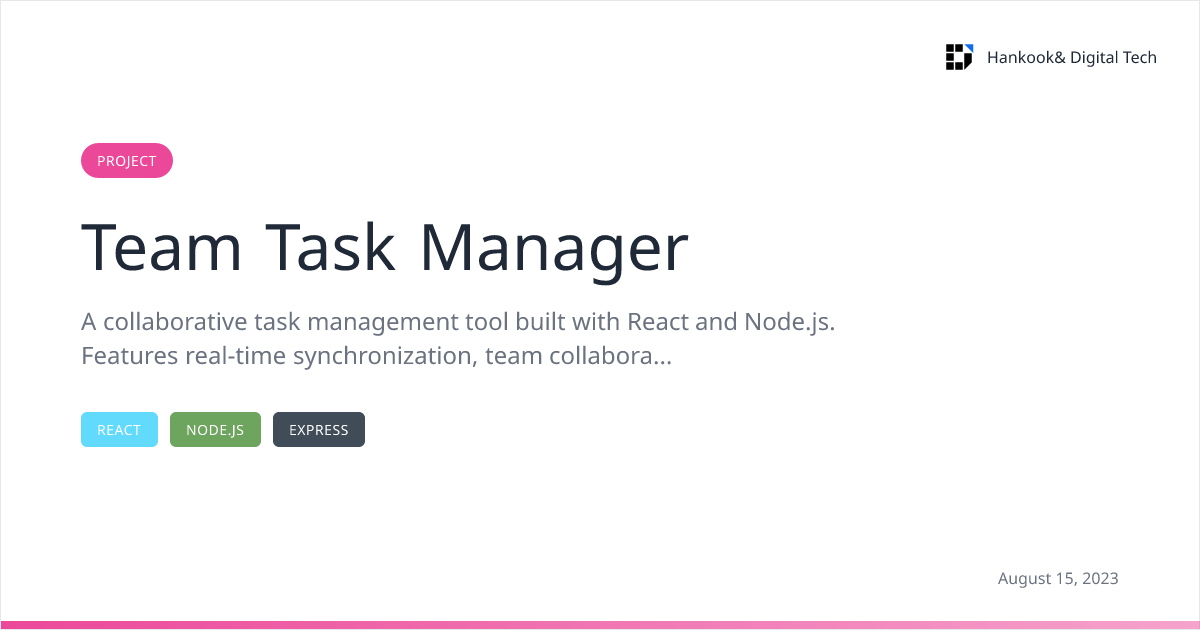 Hankook& Digital Tech
PROJECT
Team Task Manager
A collaborative task management tool built with React and Node.js.
Features real-time synchronization, team collabora...
REACT
NODE.JS
EXPRESS
August 15, 2023